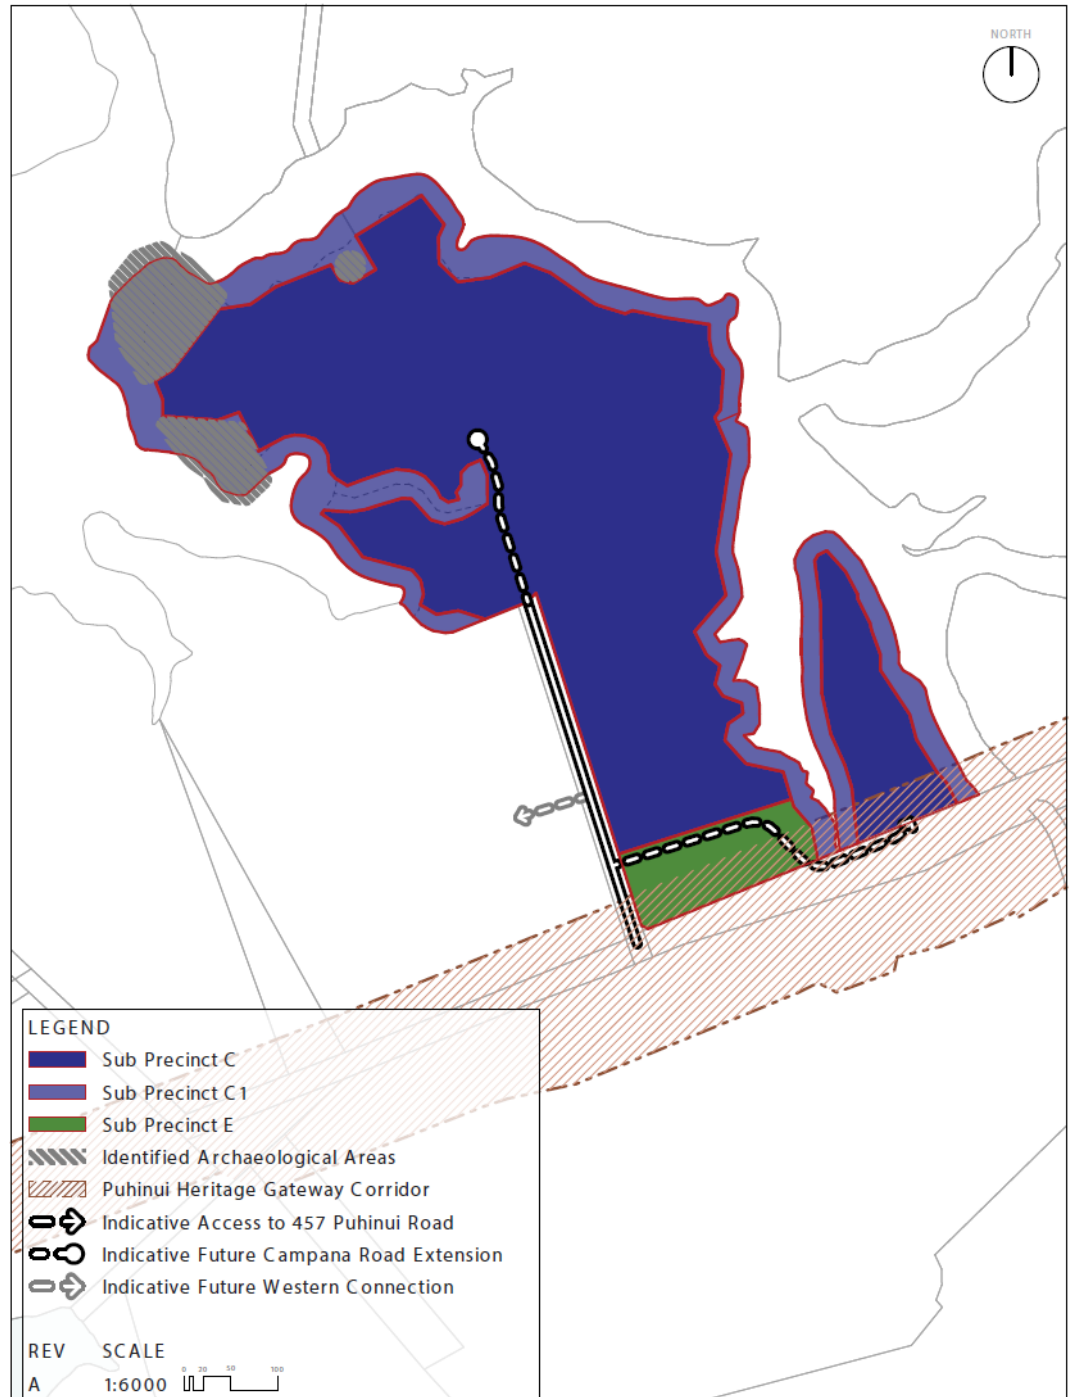 NORTH
LEGEND
Sub Precinct C
Sub Precinct C1
Sub Precinct E
Identified Archaeological Areas
Puhinui Heritage Gateway Corridor
Indicative Access to 457 Puhinui Road
Indicative Future Campana Road Extension
Indicative Future Western Connection
REV SCALE
0 20 50 100
A 1:6000